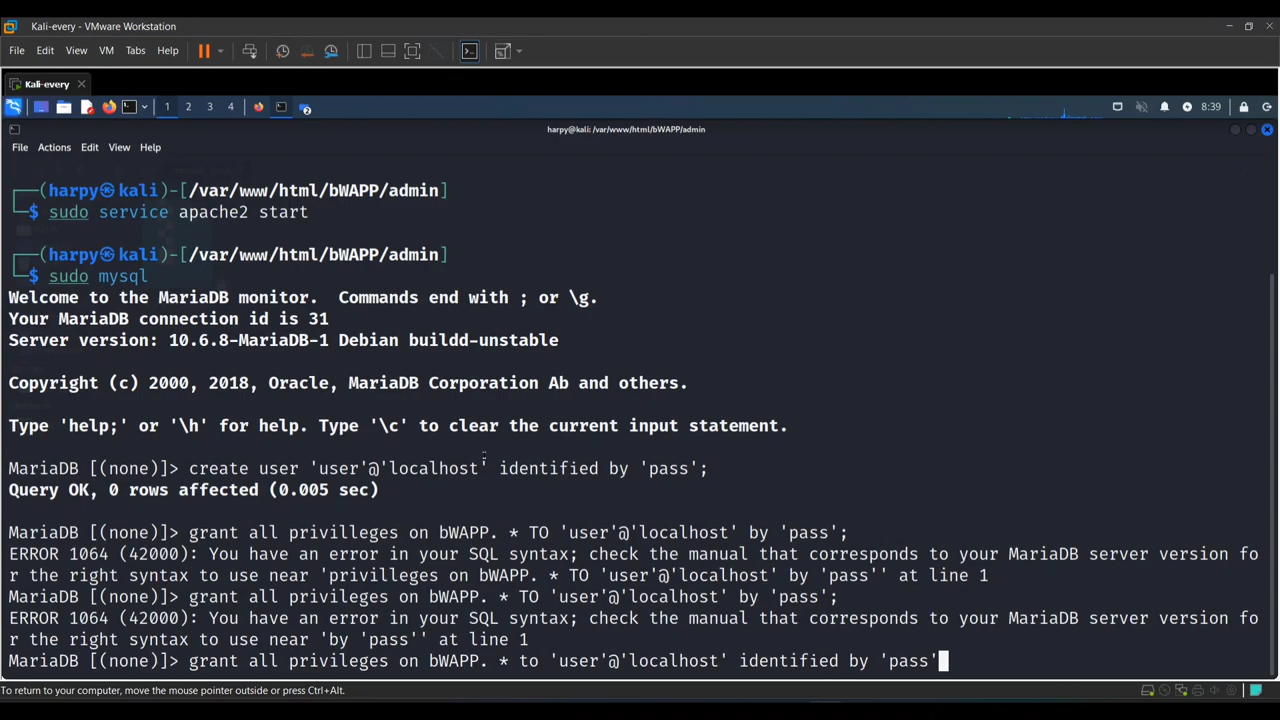 Kali-every - VMware Workstation
File Edit View VM Tabs Help
Kali-every
1 2 3 4 8:39
harpy@kali: /var/www/html/bWAPP/admin
File Actions Edit View Help
┌──(harpy㉿kali)-[/var/www/html/bWAPP/admin]
└─$ sudo service apache2 start
┌──(harpy㉿kali)-[/var/www/html/bWAPP/admin]
└─$ sudo mysql
Welcome to the MariaDB monitor.  Commands end with ; or \g.
Your MariaDB connection id is 31
Server version: 10.6.8-MariaDB-1 Debian buildd-unstable
Copyright (c) 2000, 2018, Oracle, MariaDB Corporation Ab and others.
Type 'help;' or '\h' for help. Type '\c' to clear the current input statement.
MariaDB [(none)]> create user 'user'@'localhost' identified by 'pass';
Query OK, 0 rows affected (0.005 sec)
MariaDB [(none)]> grant all privilleges on bWAPP. * TO 'user'@'localhost' by 'pass';
ERROR 1064 (42000): You have an error in your SQL syntax; check the manual that corresponds to your MariaDB server version fo
r the right syntax to use near 'privilleges on bWAPP. * TO 'user'@'localhost' by 'pass'' at line 1
MariaDB [(none)]> grant all privileges on bWAPP. * TO 'user'@'localhost' by 'pass';
ERROR 1064 (42000): You have an error in your SQL syntax; check the manual that corresponds to your MariaDB server version fo
r the right syntax to use near 'by 'pass'' at line 1
MariaDB [(none)]> grant all privileges on bWAPP. * to 'user'@'localhost' identified by 'pass'
To return to your computer, move the mouse pointer outside or press Ctrl+Alt.